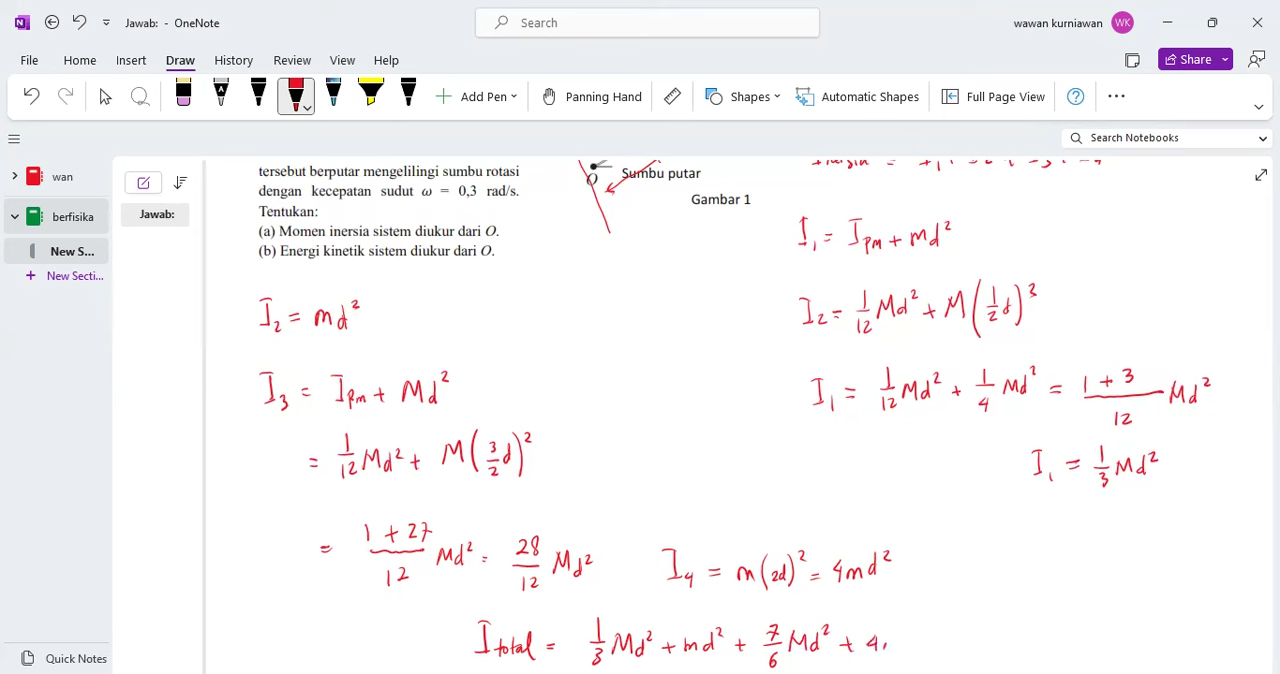 Jawab: - OneNote
Search
wawan kurniawan
WK
File Home Insert Draw History Review View Help
Share
Add Pen
Panning Hand
Shapes
Automatic Shapes
Full Page View
Search Notebooks
wan
berfisika
New S...
New Secti...
Jawab:
Quick Notes
tersebut berputar mengelilingi sumbu rotasi
dengan kecepatan sudut ω = 0,3 rad/s.
Tentukan:
(a) Momen inersia sistem diukur dari O.
(b) Energi kinetik sistem diukur dari O.
O
Sumbu putar
Gambar 1
I₁ = Ipm + md²
I₂ = 1/12 Md² + M(1/2 d)³
I₁ = 1/12 Md² + 1/4 Md² = (1 + 3)/12 Md²
I₁ = 1/3 Md²
I₂ = md²
I₃ = Ipm + Md²
= 1/12 Md² + M(3/2 d)²
= (1 + 27)/12 Md² = 28/12 Md²
I₄ = m(2d)² = 4md²
Itotal = 1/3 Md² + md² + 7/6 Md² + 4